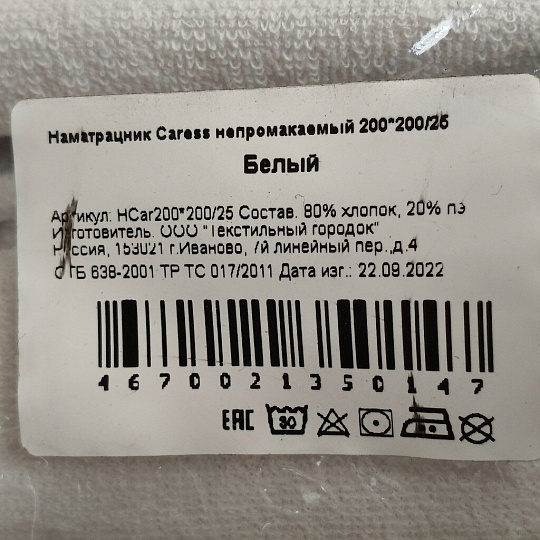 Наматрацник Caress непромакаемый 200*200/25
Белый
Артикул: HCar200*200/25 Состав. 80% хлопок, 20% пэ
Изготовитель. ООО "Текстильный городок"
Россия, 153021 г.Иваново, 7й линейный пер.,д.4
СТБ 638-2001 ТР ТС 017/2011 Дата изг.: 22.09.2022
4670021350147
EAC 30